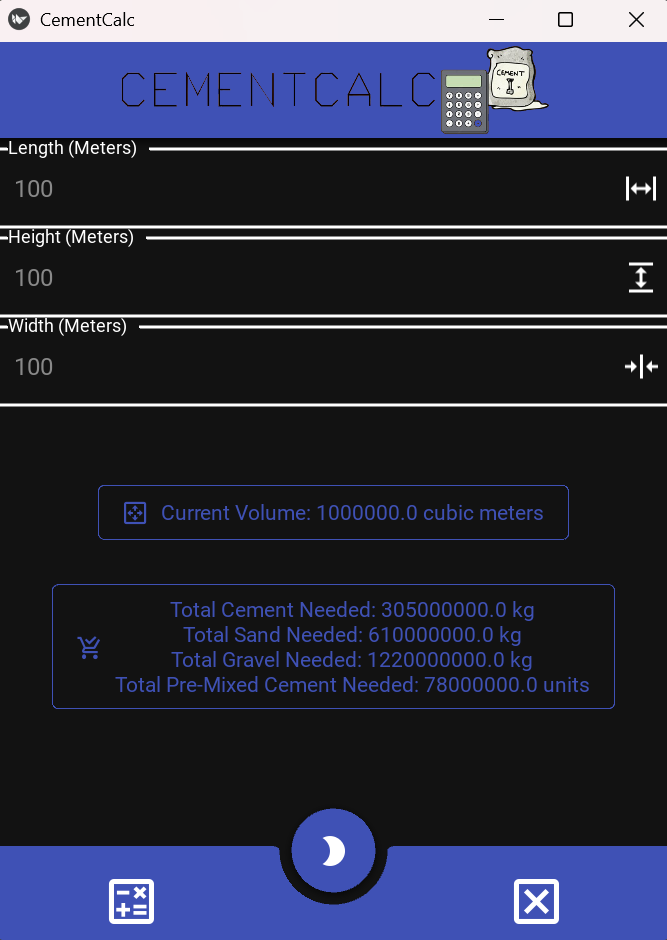 CementCalc
CEMENTCALC
CEMENT
Length (Meters)
100
Height (Meters)
100
Width (Meters)
100
Current Volume: 1000000.0 cubic meters
Total Cement Needed: 305000000.0 kg
Total Sand Needed: 610000000.0 kg
Total Gravel Needed: 1220000000.0 kg
Total Pre-Mixed Cement Needed: 78000000.0 units